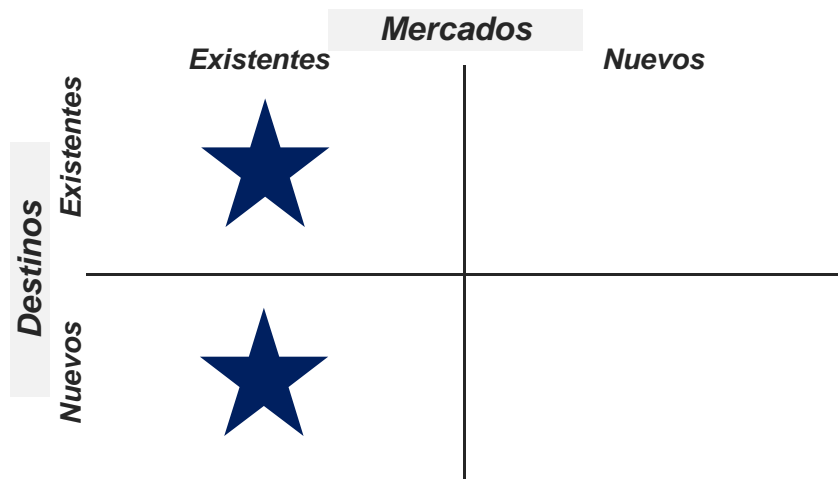 Mercados
Existentes
Nuevos
Destinos
Existentes
Nuevos